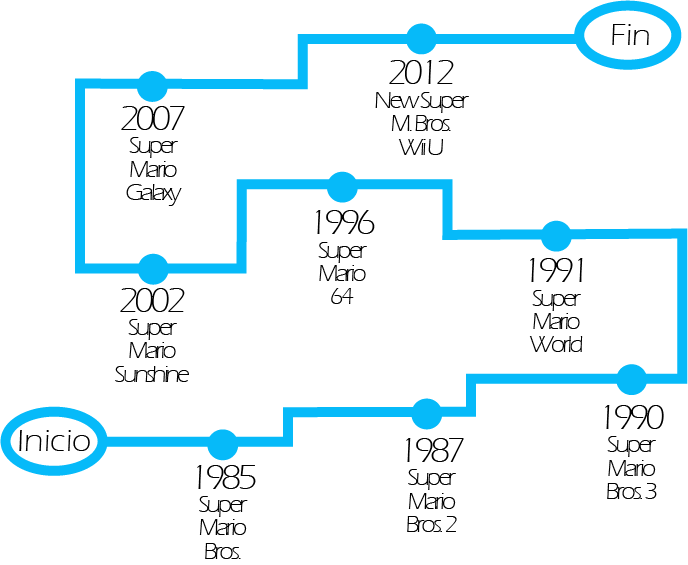 Fin
2012
New Super
M. Bros.
Wii U
2007
Super
Mario
Galaxy
1996
Super
Mario
64
1991
Super
Mario
World
2002
Super
Mario
Sunshine
1990
Super
Mario
Bros. 3
Inicio
1987
Super
Mario
Bros. 2
1985
Super
Mario
Bros.